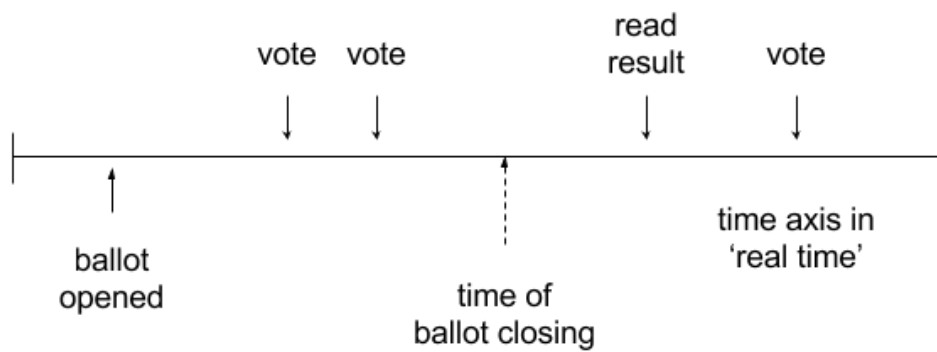 vote
vote
read
result
vote
ballot
opened
time of
ballot closing
time axis in
‘real time’